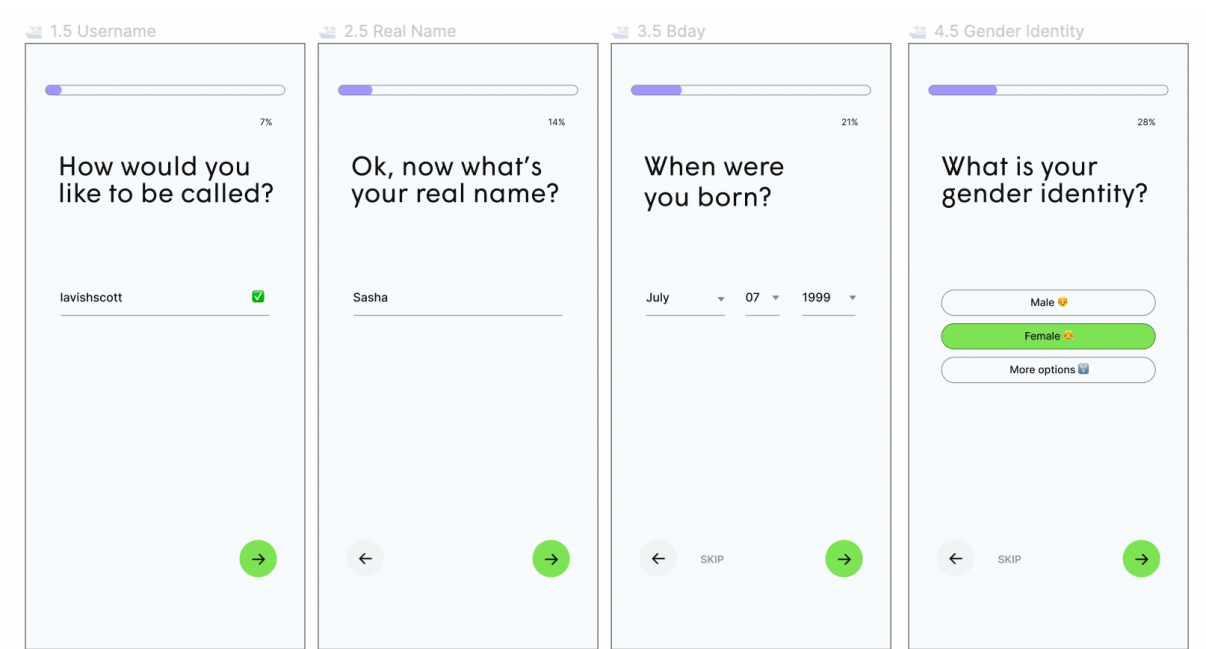 1.5 Username
7%
How would you
like to be called?
lavishscott
2.5 Real Name
14%
Ok, now what's
your real name?
Sasha
3.5 Bday
21%
When were
you born?
July 07 1999
SKIP
4.5 Gender Identity
28%
What is your
gender identity?
Male
Female
More options
SKIP